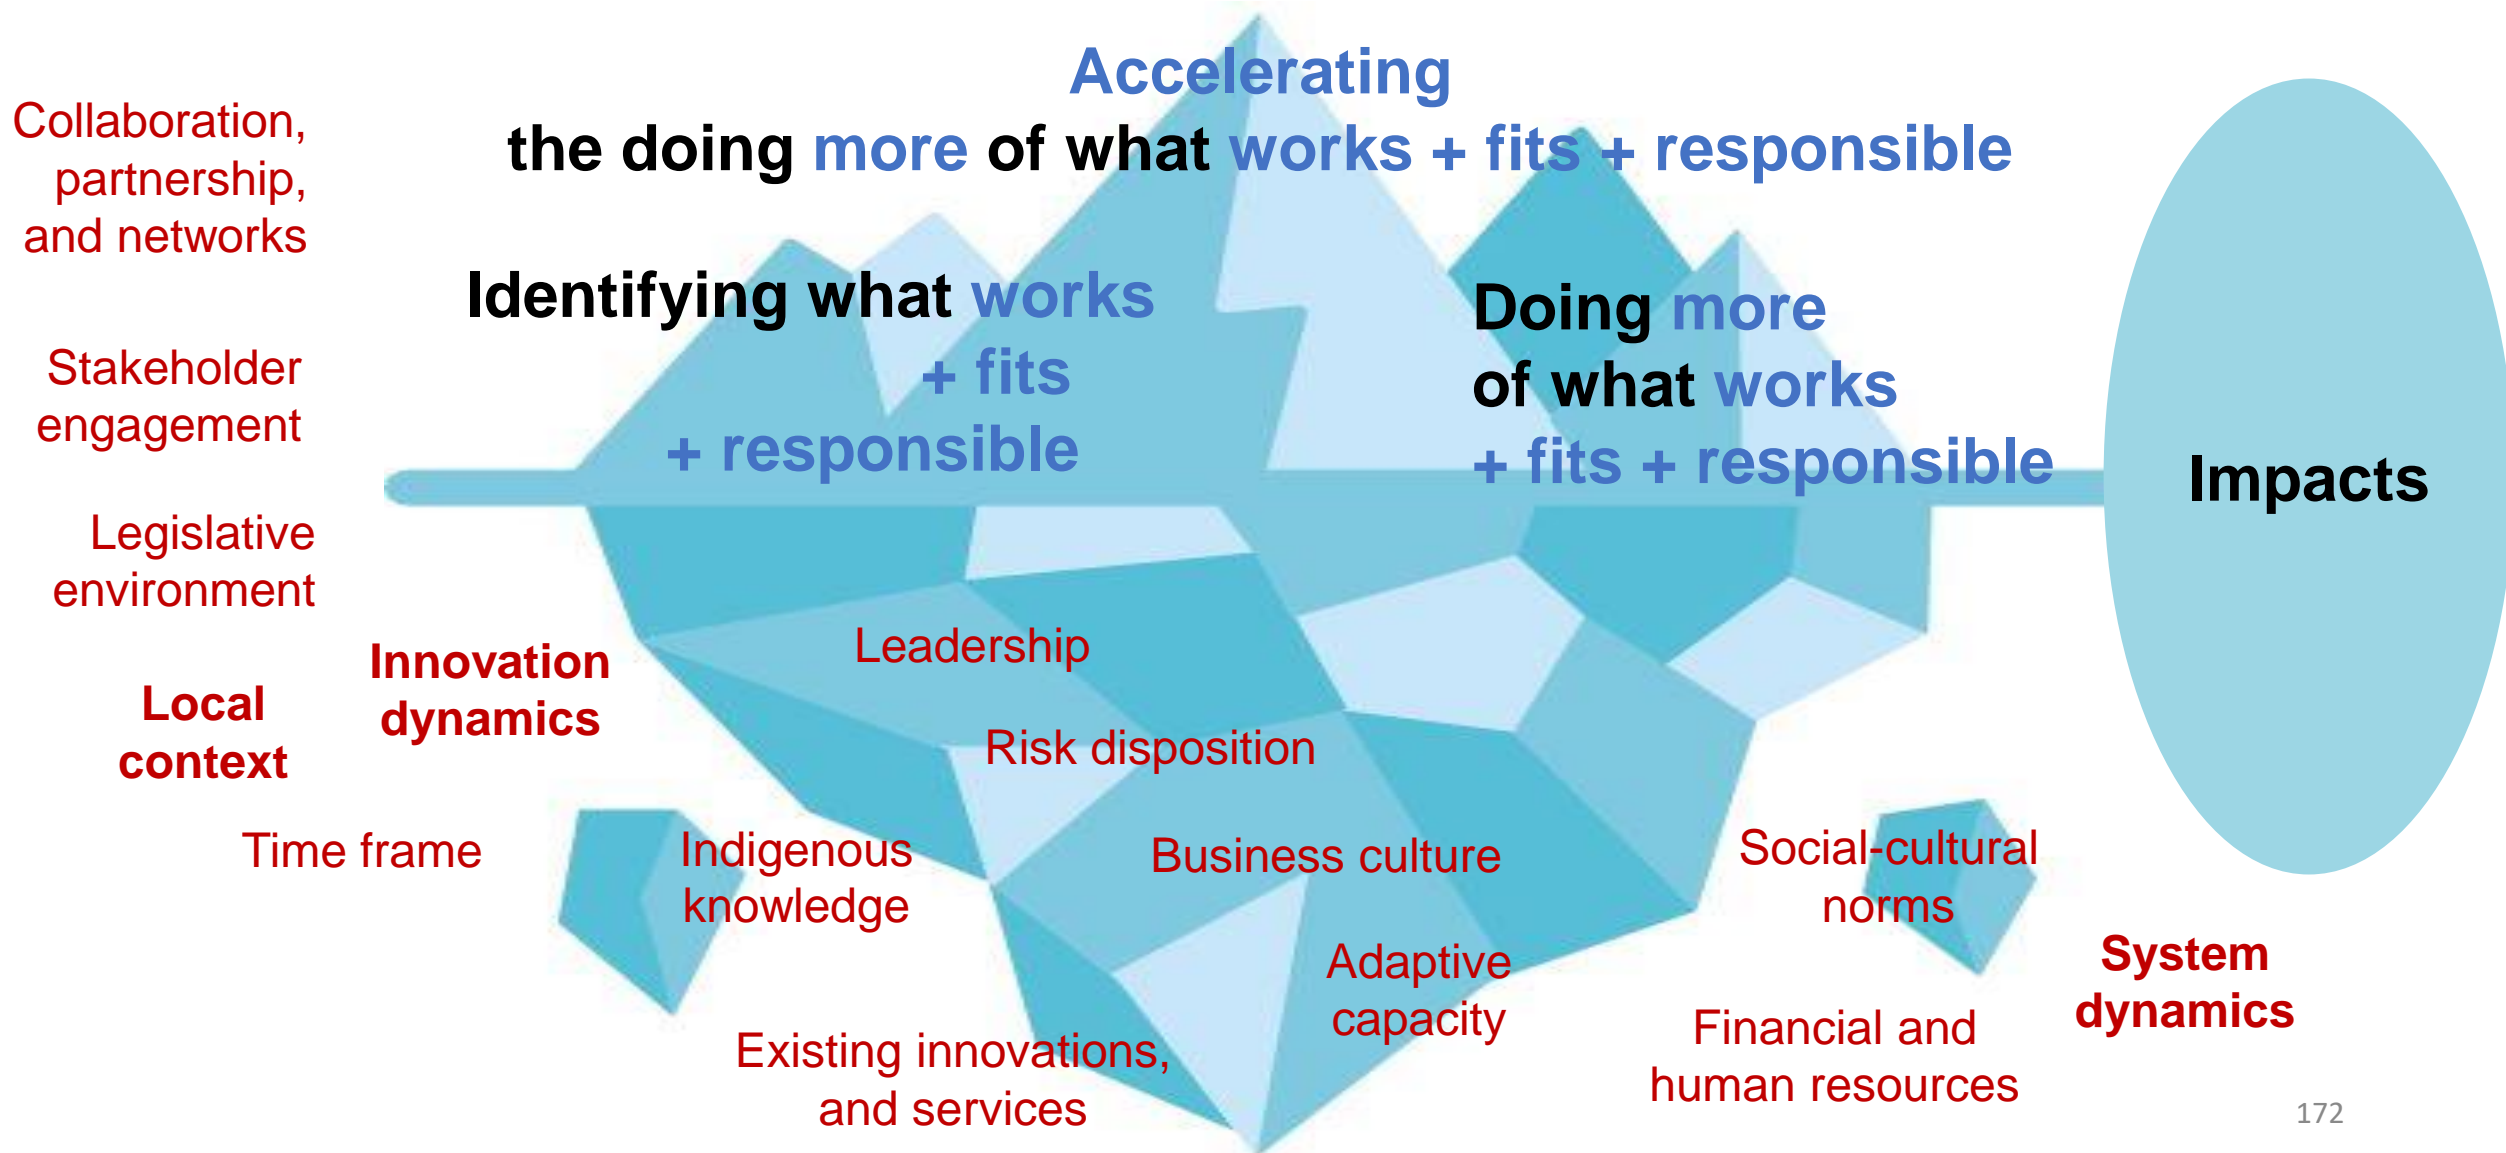 Accelerating
the doing more of what works + fits + responsible
Collaboration,
partnership,
and networks
Identifying what works
+ fits
+ responsible
Doing more
of what works
+ fits + responsible
Impacts
Stakeholder
engagement
Legislative
environment
Innovation
dynamics
Local
context
Leadership
Risk disposition
Time frame
Indigenous
knowledge
Business culture
Social-cultural
norms
Adaptive
capacity
System
dynamics
Existing innovations,
and services
Financial and
human resources
172